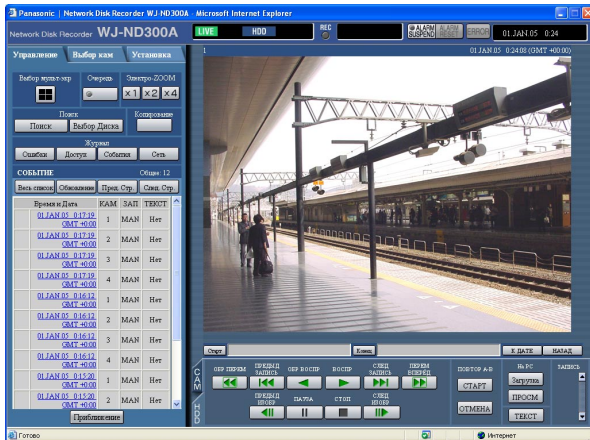 Panasonic | Network Disk Recorder WJ-ND300A - Microsoft Internet Explorer
Network Disk Recorder WJ-ND300A
LIVE HDD REC ALARM SUSPEND ALARM RESET ERROR 01.JAN.05 0:24
Управление Выбор кам Установка
1 01.JAN.05 0:24:08 (GMT +00:00)
Выбор мульт-экр Очередь Электро-ZOOM
x1 x2 x4
Поиск Копирование
Поиск Выбор Диска
Журнал
Ошибки Доступ События Сеть
СОБЫТИЕ Общее: 12
Весь список Обновление Пред. Стр. След. Стр.
Время и Дата КАМ ЗАП ТЕКСТ
01.JAN.05 0:17:19 GMT +0:00 1 MAN Нет
01.JAN.05 0:17:19 GMT +0:00 2 MAN Нет
01.JAN.05 0:17:19 GMT +0:00 3 MAN Нет
01.JAN.05 0:17:19 GMT +0:00 4 MAN Нет
01.JAN.05 0:16:12 GMT +0:00 1 MAN Нет
01.JAN.05 0:16:12 GMT +0:00 2 MAN Нет
01.JAN.05 0:16:12 GMT +0:00 3 MAN Нет
01.JAN.05 0:16:12 GMT +0:00 4 MAN Нет
01.JAN.05 0:15:20 GMT +0:00 1 MAN Нет
01.JAN.05 0:15:20 GMT +0:00 2 MAN Нет
Приближение
Старт Конец К ДАТЕ НАЗАД
CAM
HDD
ОБР ПЕРЕМ ПРЕДЫД ЗАПИСЬ ОБР ВОСПР ВОСПР СЛЕД ЗАПИСЬ ПЕРЕМ ВПЕРЁД
ПРЕДЫД ИЗОБР ПАУЗА СТОП СЛЕД ИЗОБР
ПОВТОР A-B
СТАРТ
ОТМЕНА
На PC
Загрузка
ПРОСМ
ТЕКСТ
ЗАПИСЬ
Готово Интернет